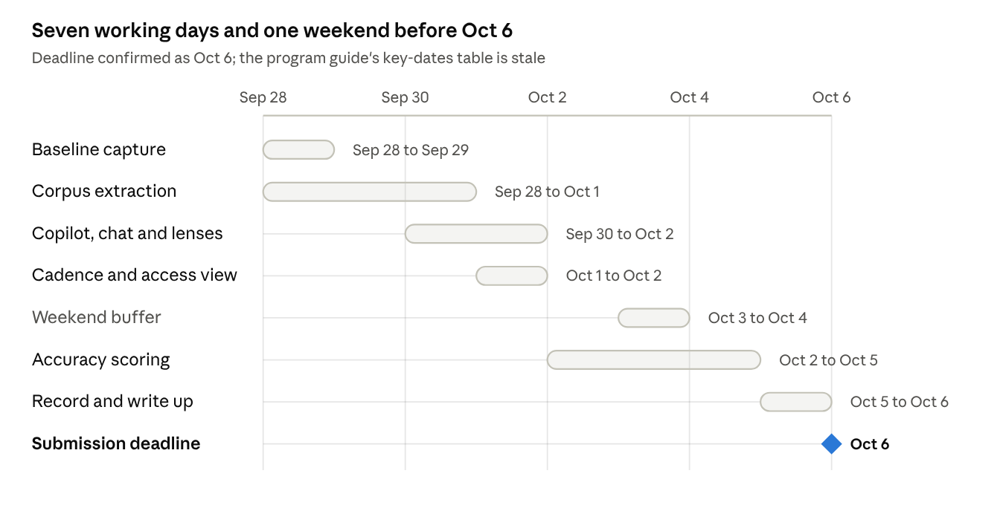 Seven working days and one weekend before Oct 6
Deadline confirmed as Oct 6; the program guide's key-dates table is stale
Sep 28 Sep 30 Oct 2 Oct 4 Oct 6
Baseline capture Sep 28 to Sep 29
Corpus extraction Sep 28 to Oct 1
Copilot, chat and lenses Sep 30 to Oct 2
Cadence and access view Oct 1 to Oct 2
Weekend buffer Oct 3 to Oct 4
Accuracy scoring Oct 2 to Oct 5
Record and write up Oct 5 to Oct 6
Submission deadline Oct 6